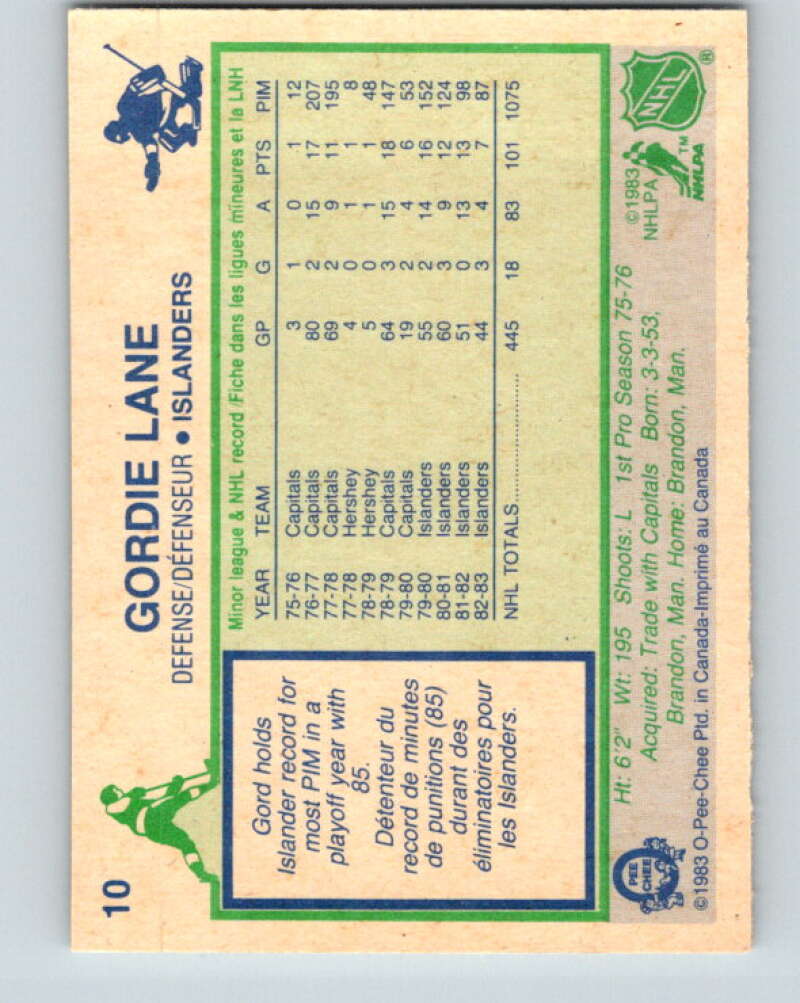 10
GORDIE LANE
DEFENSE/DÉFENSEUR • ISLANDERS
Gord holds
Islander record for
most PIM in a
playoff year with
85.
Détenteur du
record de minutes
de punitions (85)
durant des
éliminatoires pour
les Islanders.
Minor league & NHL record/Fiche dans les ligues mineures et la LNH
YEAR TEAM GP G A PTS PIM
75-76 Capitals 3 1 0 1 12
76-77 Capitals 80 2 15 17 207
77-78 Capitals 69 2 9 11 195
77-78 Hershey 4 0 1 1 8
78-79 Hershey 5 0 1 1 48
78-79 Capitals 64 3 15 18 147
79-80 Capitals 19 2 4 6 53
79-80 Islanders 55 2 14 16 152
80-81 Islanders 60 3 9 12 124
81-82 Islanders 51 0 13 13 98
82-83 Islanders 44 3 4 7 87
NHL TOTALS.................... 445 18 83 101 1075
Ht: 6'2" Wt: 195 Shoots: L 1st Pro Season 75-76
Acquired: Trade with Capitals Born: 3-3-53,
Brandon, Man. Home: Brandon, Man.
©1983
NHLPA
NHL
®
TM
NHLPA
O
PEE
CHEE
©1983 O-Pee-Chee Ptd. in Canada-Imprimé au Canada